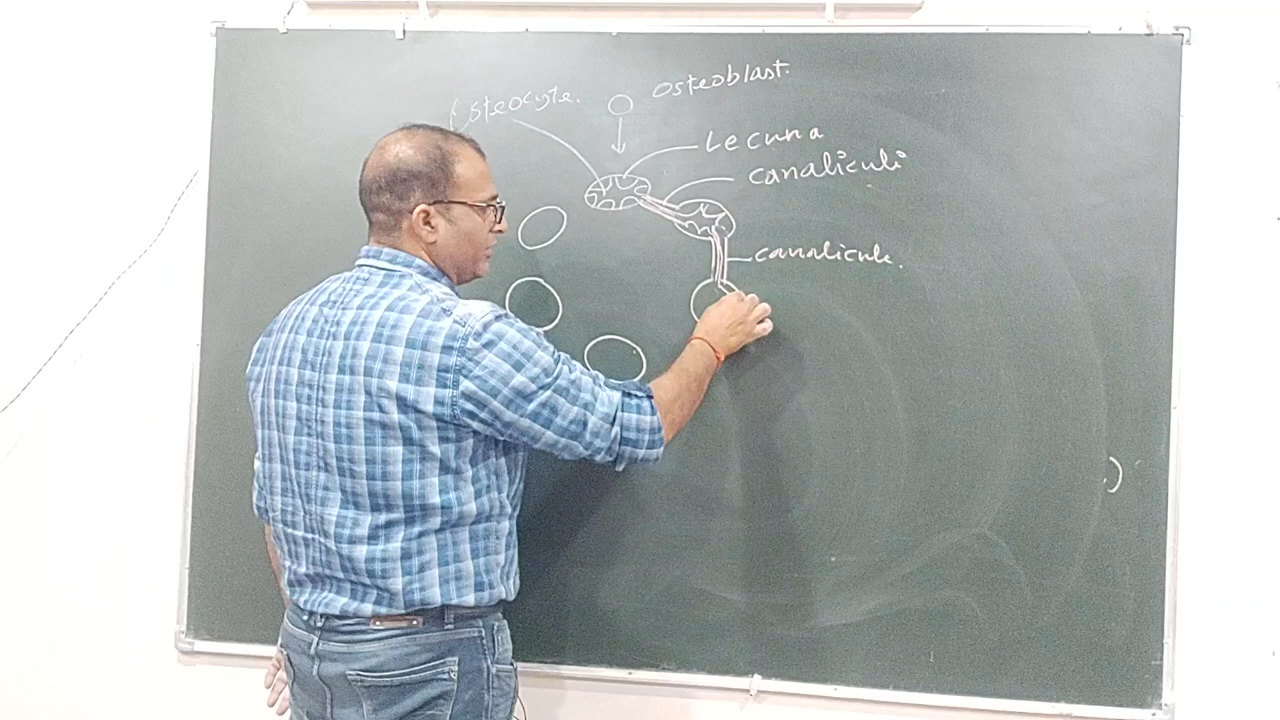 Osteocyte.
osteoblast.
Lecuna
canaliculi
canalicule.